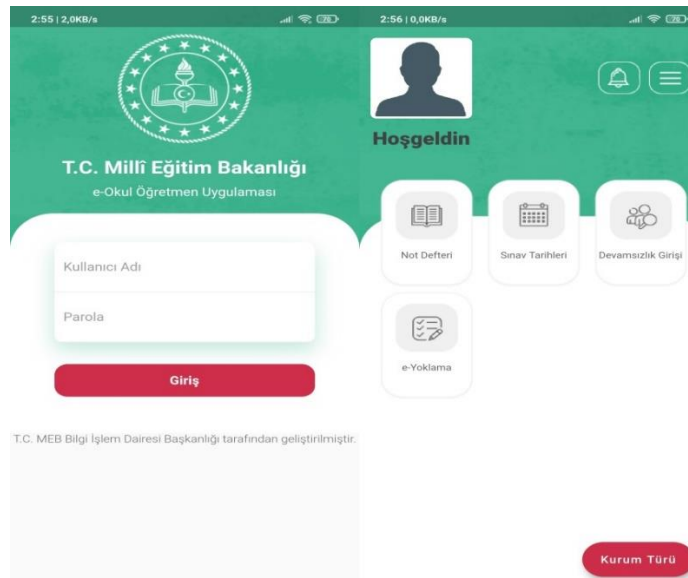 2:55 | 2,0KB/s
T.C. Millî Eğitim Bakanlığı
e-Okul Öğretmen Uygulaması
Kullanıcı Adı
Parola
Giriş
T.C. MEB Bilgi İşlem Dairesi Başkanlığı tarafından geliştirilmiştir.
2:56 | 0,0KB/s
Hoşgeldin
Not Defteri
Sınav Tarihleri
Devamsızlık Girişi
e-Yoklama
Kurum Türü